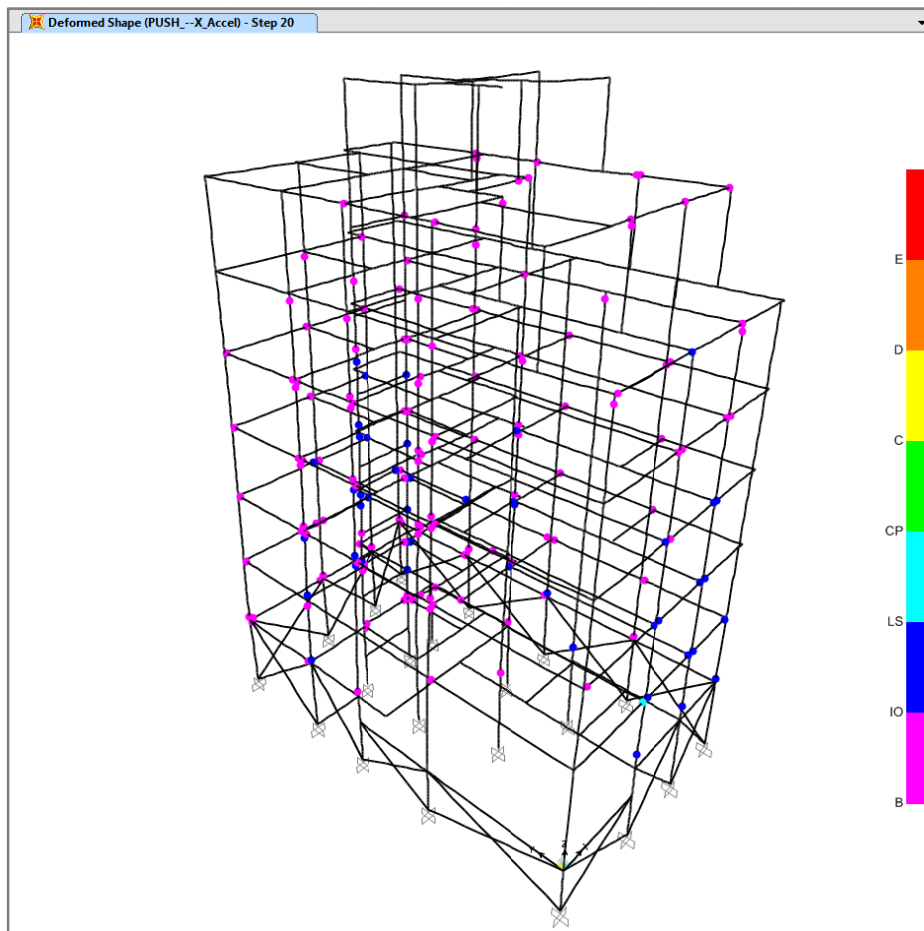 Deformed Shape (PUSH_--X_Accel) - Step 20
E
D
C
CP
LS
IO
B
Z
Y
X